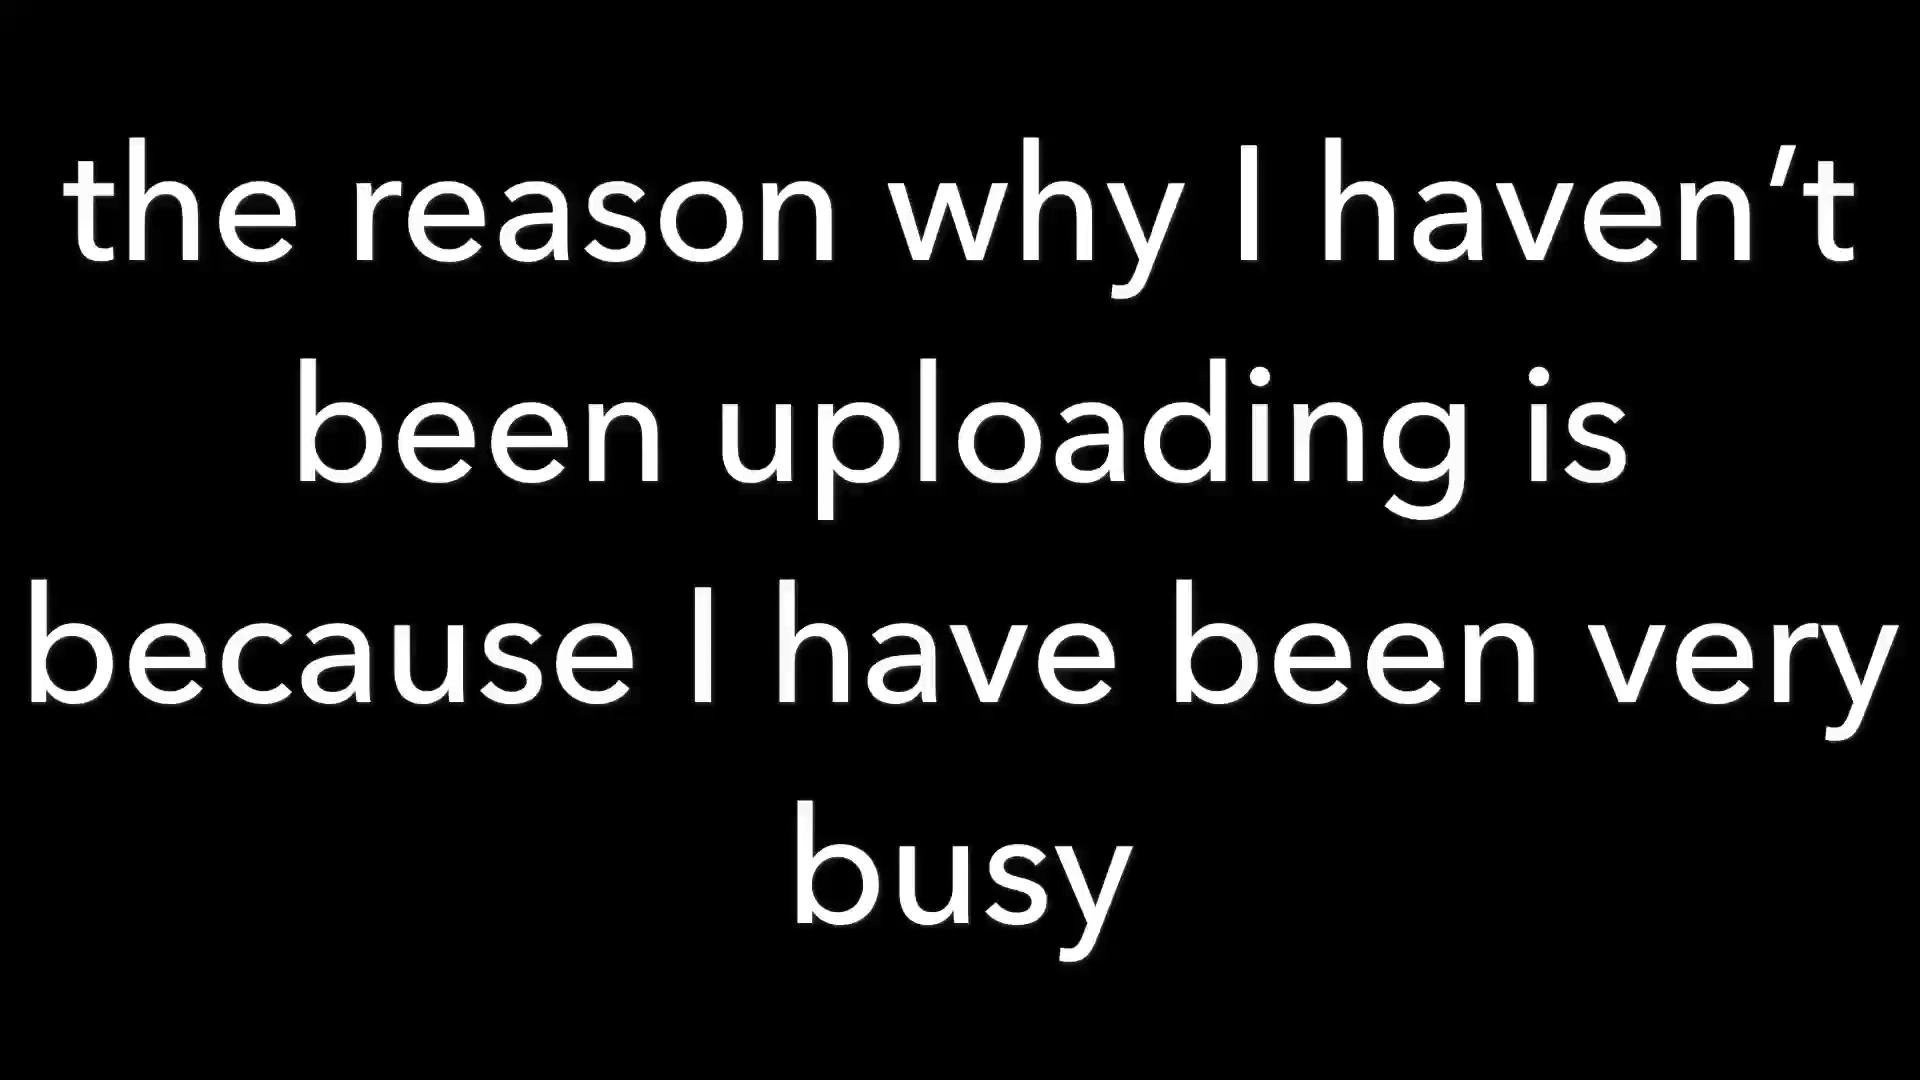 the reason why I haven’t
been uploading is
because I have been very
busy